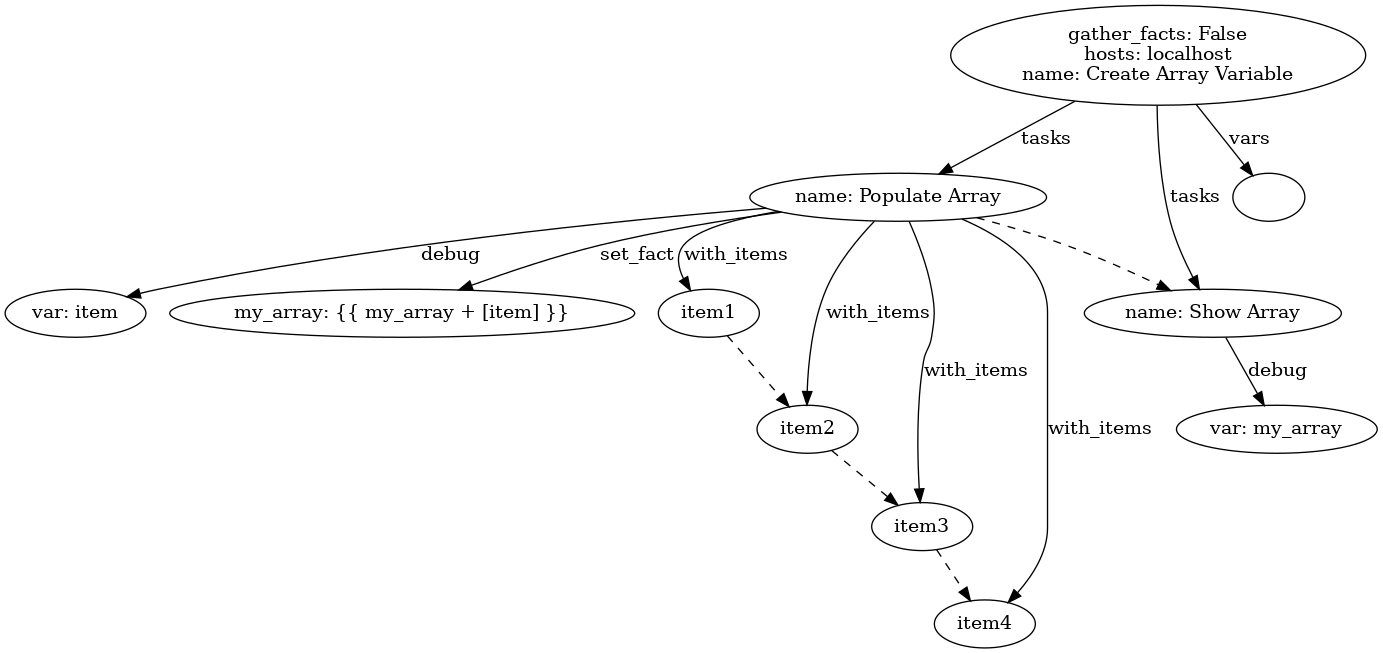 gather_facts: False
hosts: localhost
name: Create Array Variable
tasks
vars
name: Populate Array
tasks
debug
set_fact
with_items
var: item
my_array: {{ my_array + [item] }}
item1
with_items
name: Show Array
with_items
debug
item2
with_items
var: my_array
item3
item4